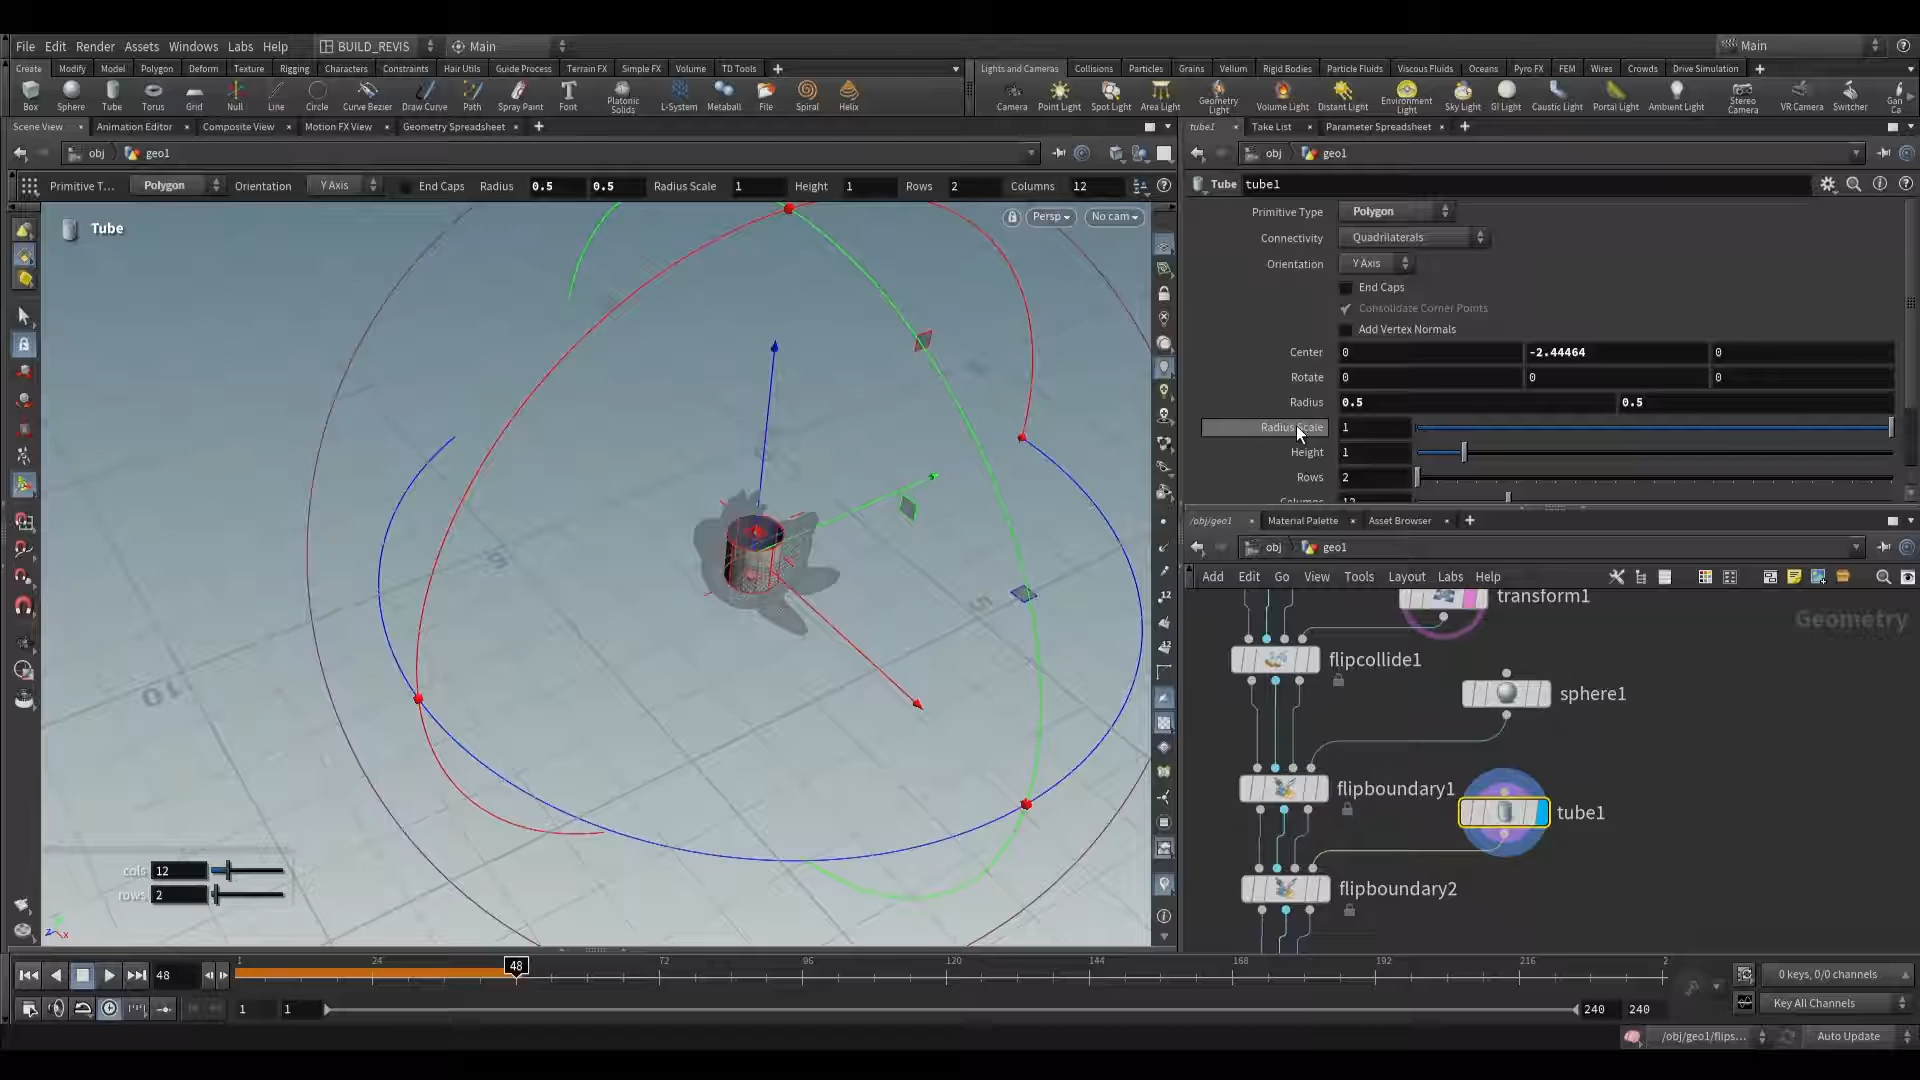 File Edit Render Assets Windows Labs Help BUILD_REVIS Main Main
Create Modify Model Polygon Deform Texture Rigging Characters Constraints Hair Utils Guide Process Terrain FX Simple FX Volume TD Tools
Lights and Cameras Collisions Particles Grains Vellum Rigid Bodies Particle Fluids Viscous Fluids Oceans Pyro FX FEM Wires Crowds Drive Simulation
Box Sphere Tube Torus Grid Null Line Circle Curve Bezier Draw Curve Path Spray Paint Font Platonic Solids L-System Metaball File Spiral Helix
Camera Point Light Spot Light Area Light Geometry Light Volume Light Distant Light Environment Light Sky Light GI Light Caustic Light Portal Light Ambient Light Stereo Camera VR Camera Switcher
Scene View Animation Editor Composite View Motion FX View Geometry Spreadsheet
obj geo1
Primitive T... Polygon Orientation Y Axis End Caps Radius 0.5 0.5 Radius Scale 1 Height 1 Rows 2 Columns 12
Tube
Persp No cam
10
5
cols 12
rows 2
tube1 Take List Parameter Spreadsheet
obj geo1
Tube tube1
Primitive Type Polygon
Connectivity Quadrilaterals
Orientation Y Axis
End Caps
Consolidate Corner Points
Add Vertex Normals
Center 0 -2.44464 0
Rotate 0 0 0
Radius 0.5 0.5
Radius Scale 1
Height 1
Rows 2
Columns 12
/obj/geo1 Material Palette Asset Browser
obj geo1
Add Edit Go View Tools Layout Labs Help
transform1
Geometry
flipcollide1
sphere1
flipboundary1
tube1
flipboundary2
48
1 24 48 72 96 120 144 168 192 216 2
0 keys, 0/0 channels
1 1 240 240
Key All Channels
/obj/geo1/flips... Auto Update